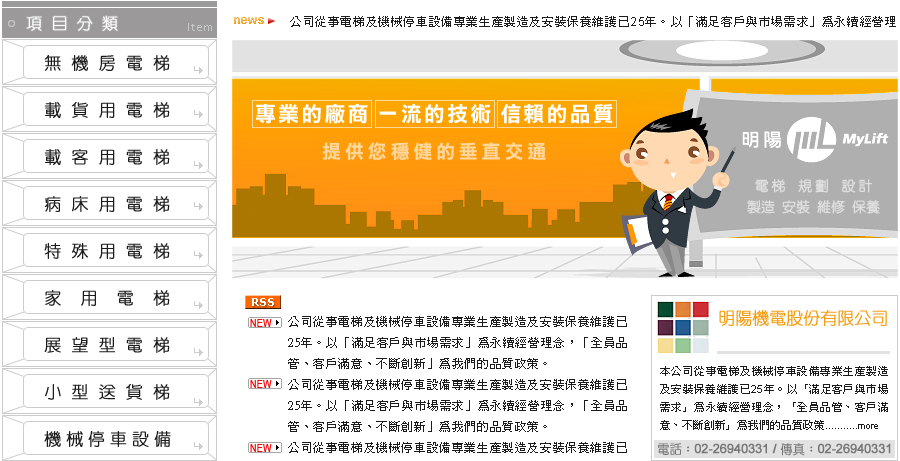 項目分類
Item
無機房電梯
載貨用電梯
載客用電梯
病床用電梯
特殊用電梯
家用電梯
展望型電梯
小型送貨梯
機械停車設備
news 公司從事電梯及機械停車設備專業生產製造及安裝保養維護已25年。以「滿足客戶與市場需求」爲永續經營理
專業的廠商 一流的技術 信賴的品質
提供您穩健的垂直交通
明陽 ML MyLift
電梯 規劃 設計
製造 安裝 維修 保養
RSS
NEW 公司從事電梯及機械停車設備專業生產製造及安裝保養維護已
25年。以「滿足客戶與市場需求」爲永續經營理念，「全員品
管、客戶滿意、不斷創新」爲我們的品質政策。
NEW 公司從事電梯及機械停車設備專業生產製造及安裝保養維護已
25年。以「滿足客戶與市場需求」爲永續經營理念，「全員品
管、客戶滿意、不斷創新」爲我們的品質政策。
NEW 公司從事電梯及機械停車設備專業生產製造及安裝保養維護已
明陽機電股份有限公司
本公司從事電梯及機械停車設備專業生產製造
及安裝保養維護已25年。以「滿足客戶與市場
需求」爲永續經營理念，「全員品管、客戶滿
意、不斷創新」爲我們的品質政策...........more
電話：02-26940331 / 傳真：02-26940331